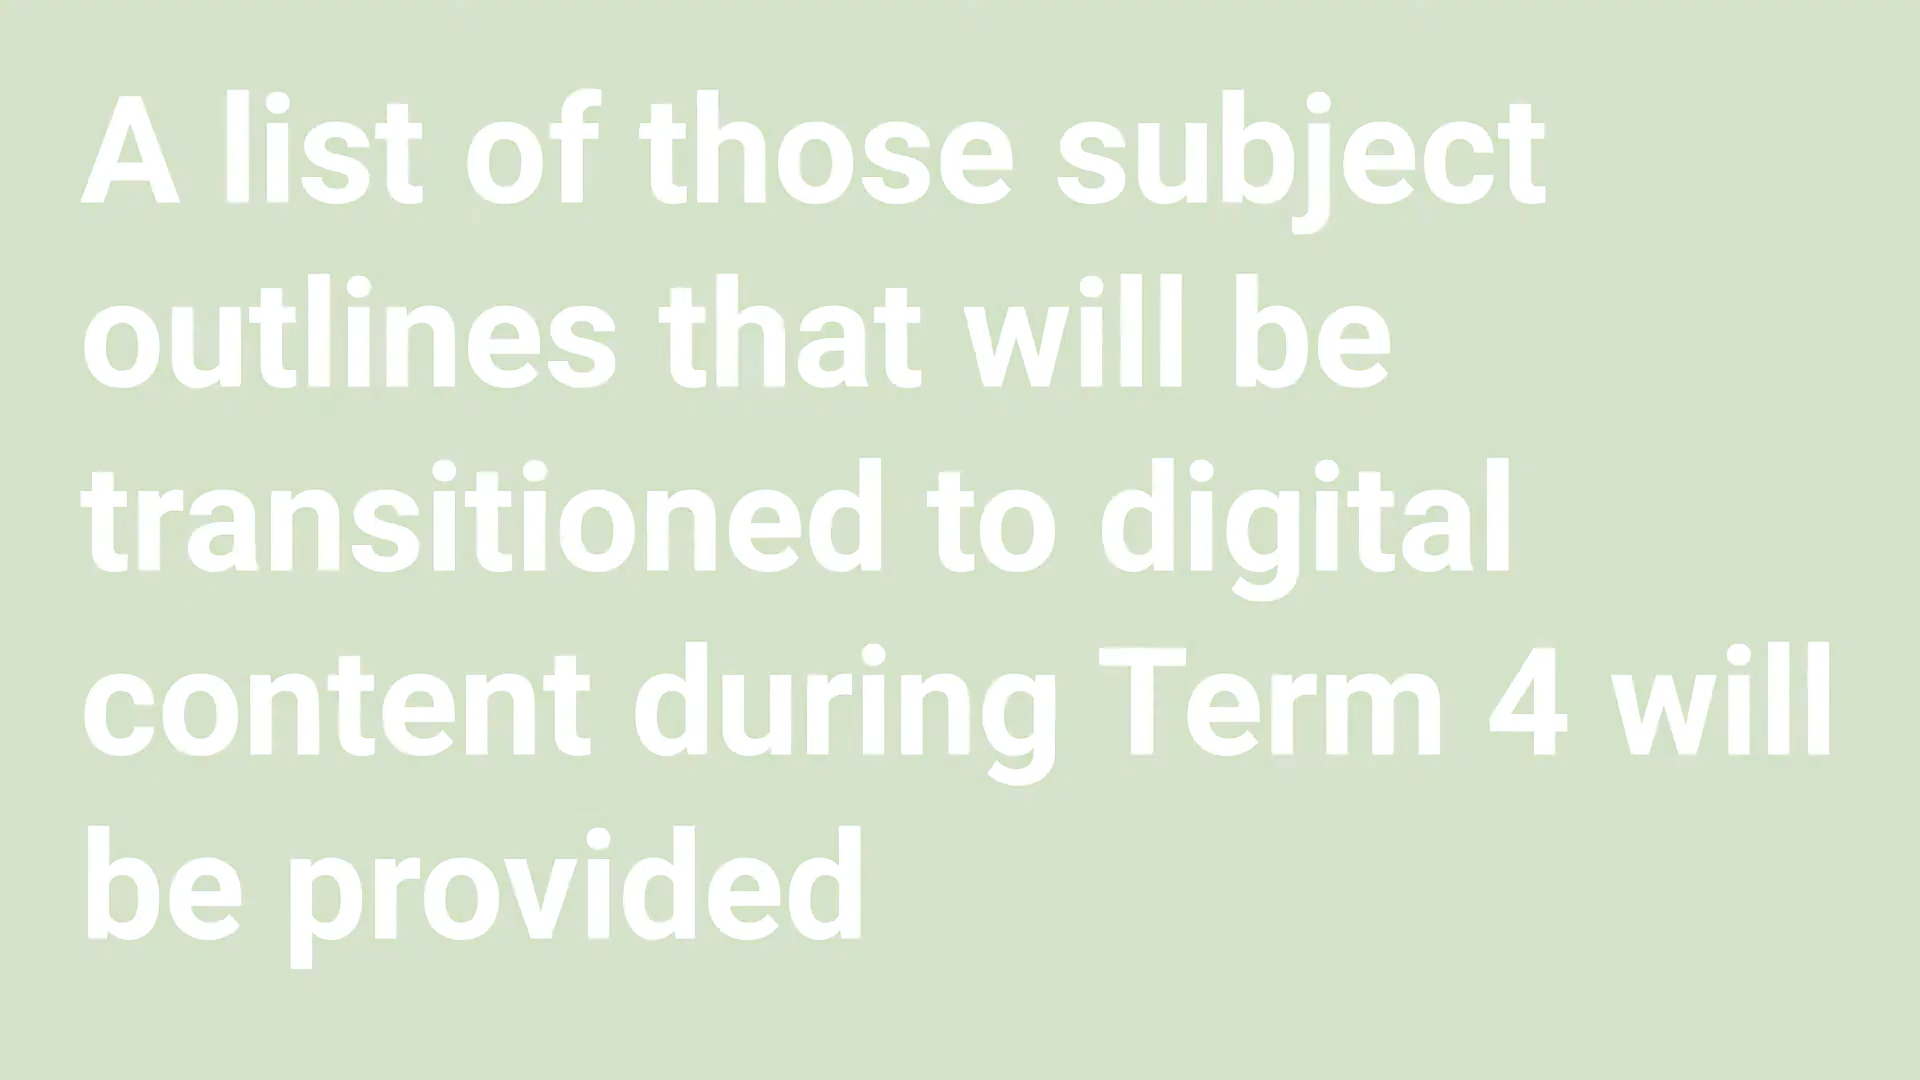 A list of those subject
outlines that will be
transitioned to digital
content during Term 4 will
be provided